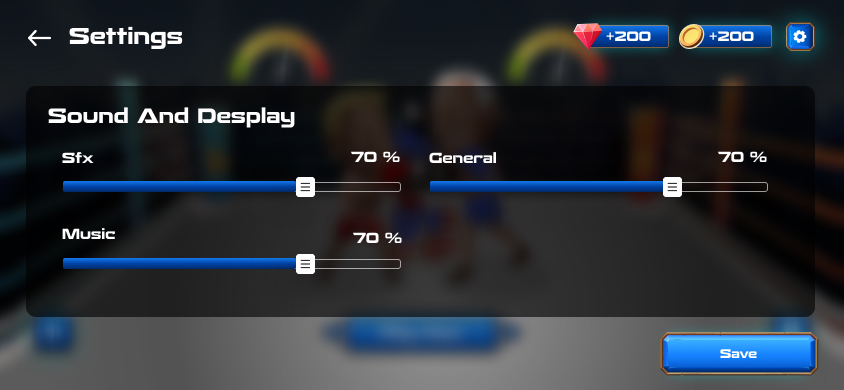 Settings
+200
+200
Sound And Desplay
Sfx
70 %
General
70 %
Music
70 %
Save